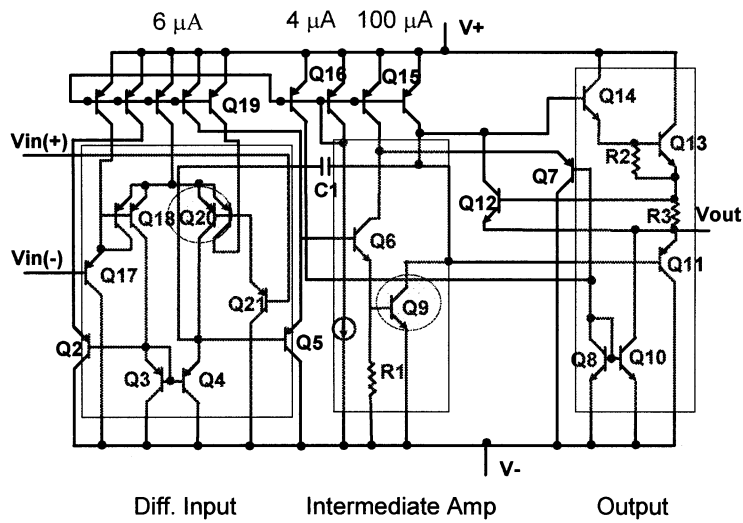 6 μA 4 μA 100 μA
V+
Q16 Q15
Q19 Q14
Vin(+) Q13
R2
C1 Q7
Q18 Q20 Q12 R3
Vout
Q6
Vin(-) Q17 Q11
Q21 Q9
Q2 Q5 Q8 Q10
Q3 Q4 R1
V-
Diff. Input Intermediate Amp Output